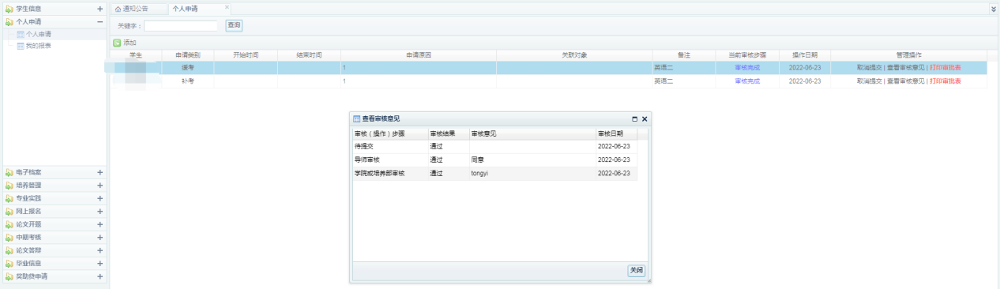 学生信息
通知公告 个人申请
个人申请
关键字： 查询
个人申请
我的报表
添加
学生 申请类别 开始时间 结束时间 申请原因 关联对象 备注 当前审核步骤 操作日期 管理操作
缓考 1 英语二 审核完成 2022-06-23 取消提交 | 查看审核意见 | 打印审批表
补考 1 英语二 审核完成 2022-06-23 取消提交 | 查看审核意见 | 打印审批表
查看审核意见
审核（操作）步骤 审核结果 审核意见 审核日期
待提交 通过 2022-06-23
导师审核 通过 同意 2022-06-23
学院或培养部审核 通过 tongyi 2022-06-23
关闭
电子档案
培养管理
专业实践
网上报名
论文开题
中期考核
论文答辩
毕业信息
奖助贷申请